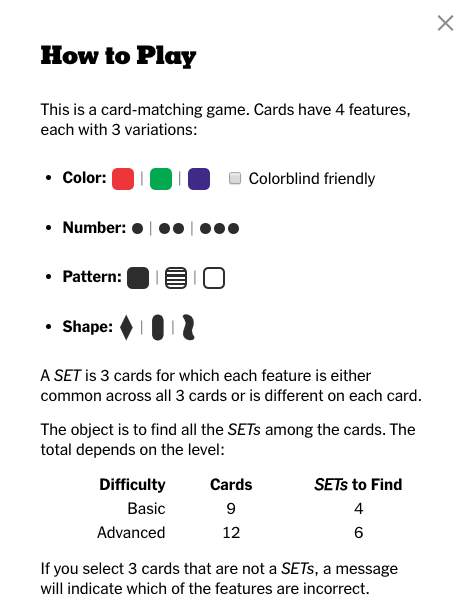 How to Play
This is a card-matching game. Cards have 4 features,
each with 3 variations:
• Color: | | Colorblind friendly
• Number: | |
• Pattern: | |
• Shape: | |
A SET is 3 cards for which each feature is either
common across all 3 cards or is different on each card.
The object is to find all the SETs among the cards. The
total depends on the level:
Difficulty Cards SETs to Find
Basic 9 4
Advanced 12 6
If you select 3 cards that are not a SETs, a message
will indicate which of the features are incorrect.